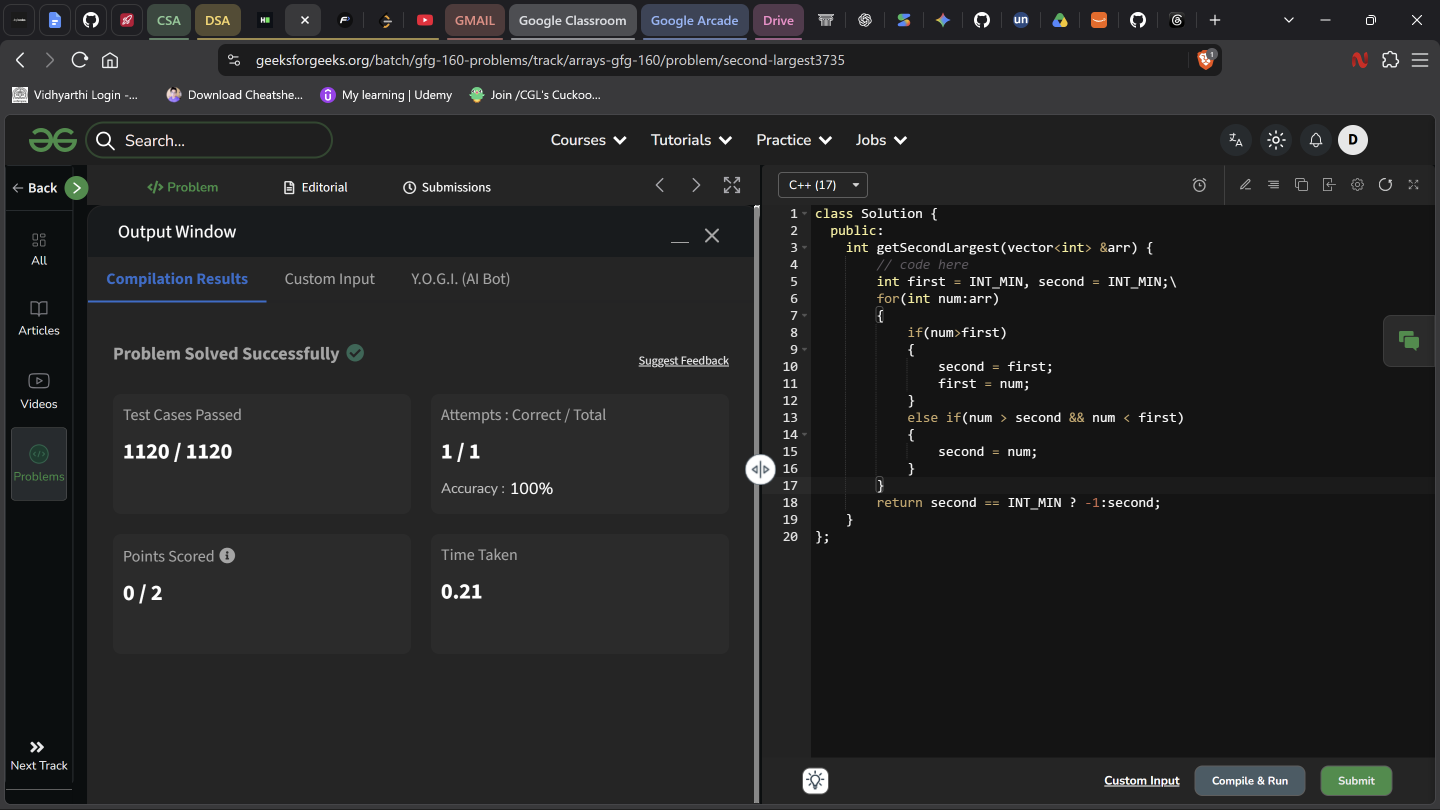 CSA
DSA
GMAIL
Google Classroom
Google Arcade
Drive
un
geeksforgeeks.org/batch/gfg-160-problems/track/arrays-gfg-160/problem/second-largest3735
1
Vidhyarthi Login -...
Download Cheatshe...
My learning | Udemy
Join /CGL's Cuckoo...
Search...
Courses
Tutorials
Practice
Jobs
D
Back
Problem
Editorial
Submissions
C++ (17)
All
Articles
Videos
Problems
Next Track
Output Window
Compilation Results
Custom Input
Y.O.G.I. (AI Bot)
Problem Solved Successfully
Suggest Feedback
Test Cases Passed
1120 / 1120
Attempts : Correct / Total
1 / 1
Accuracy : 100%
Points Scored
0 / 2
Time Taken
0.21
1 class Solution {
2 public:
3 int getSecondLargest(vector<int> &arr) {
4 // code here
5 int first = INT_MIN, second = INT_MIN;\
6 for(int num:arr)
7 {
8 if(num>first)
9 {
10 second = first;
11 first = num;
12 }
13 else if(num > second && num < first)
14 {
15 second = num;
16 }
17 }
18 return second == INT_MIN ? -1:second;
19 }
20 };
Custom Input
Compile & Run
Submit